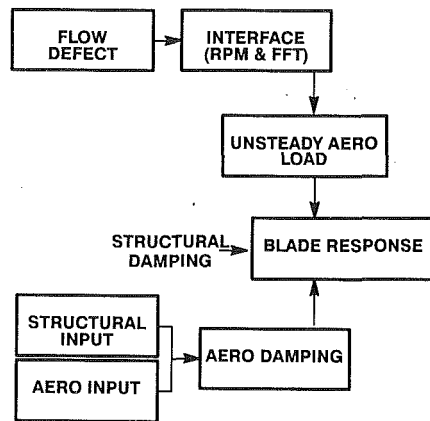 FLOW
DEFECT
INTERFACE
(RPM & FFT)
UNSTEADY AERO
LOAD
STRUCTURAL
DAMPING
BLADE RESPONSE
STRUCTURAL
INPUT
AERO INPUT
AERO DAMPING